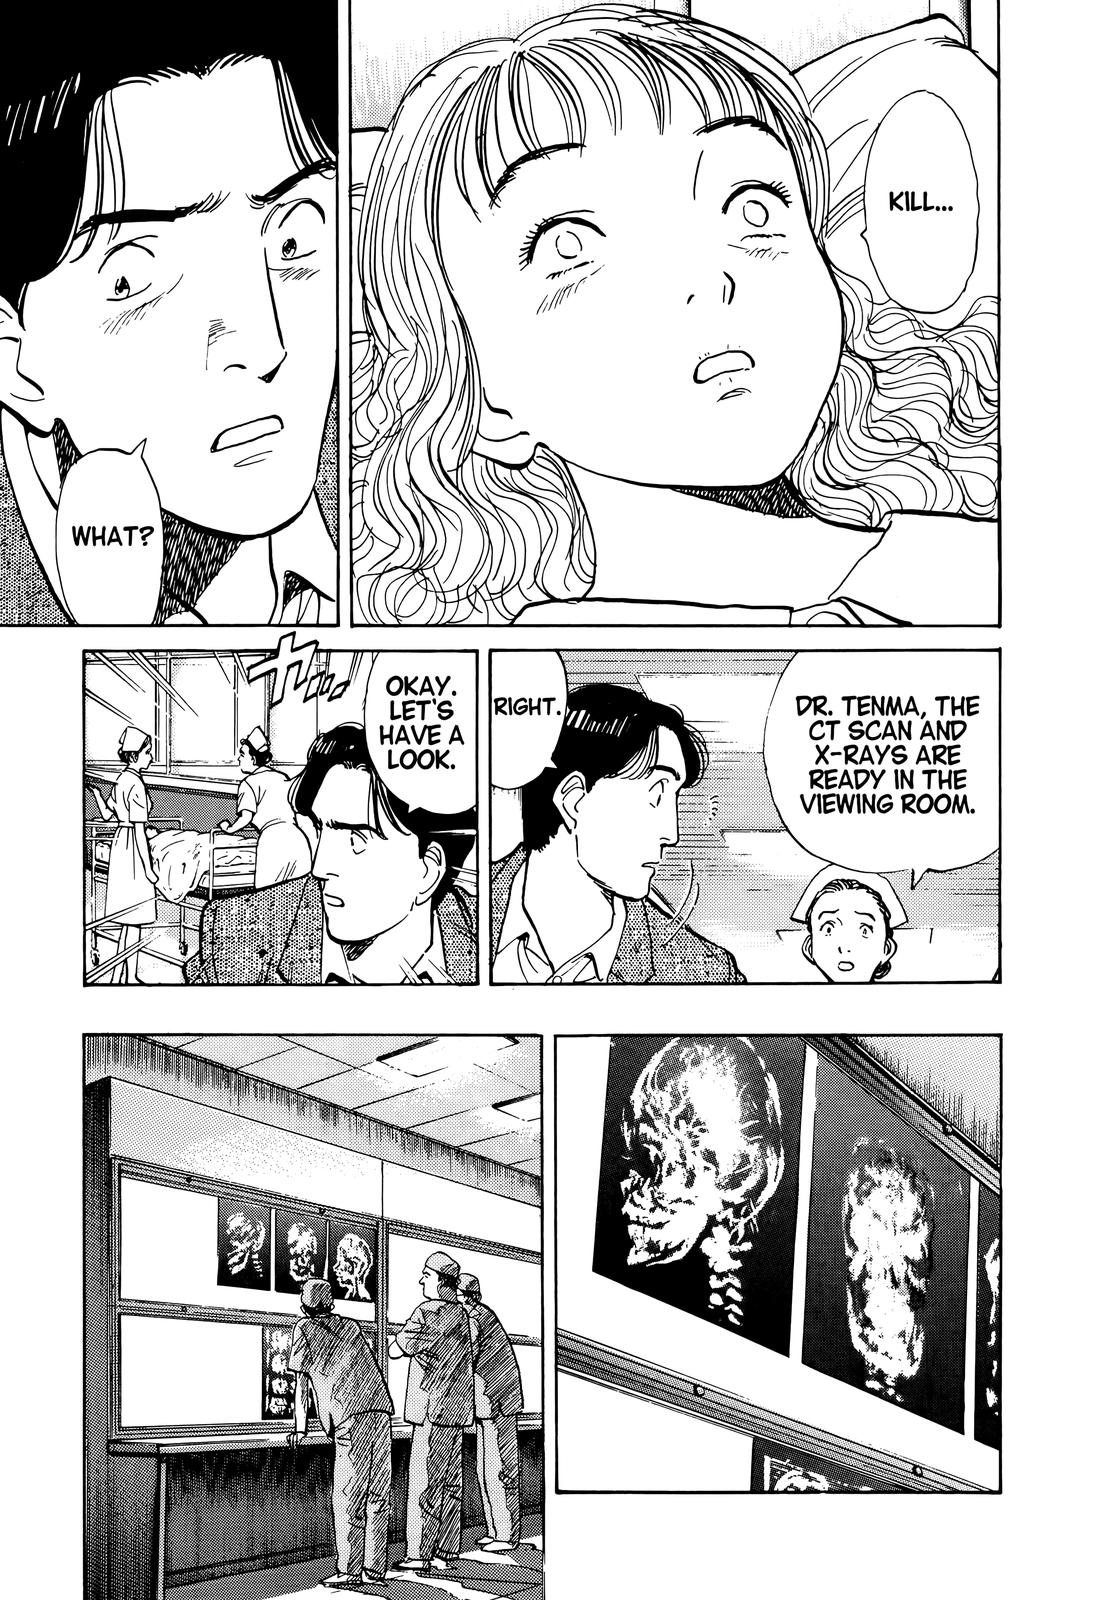 KILL...
WHAT?
DR. TENMA, THE
CT SCAN AND
X-RAYS ARE
READY IN THE
VIEWING ROOM.
RIGHT.
OKAY.
LET'S
HAVE A
LOOK.
カ...